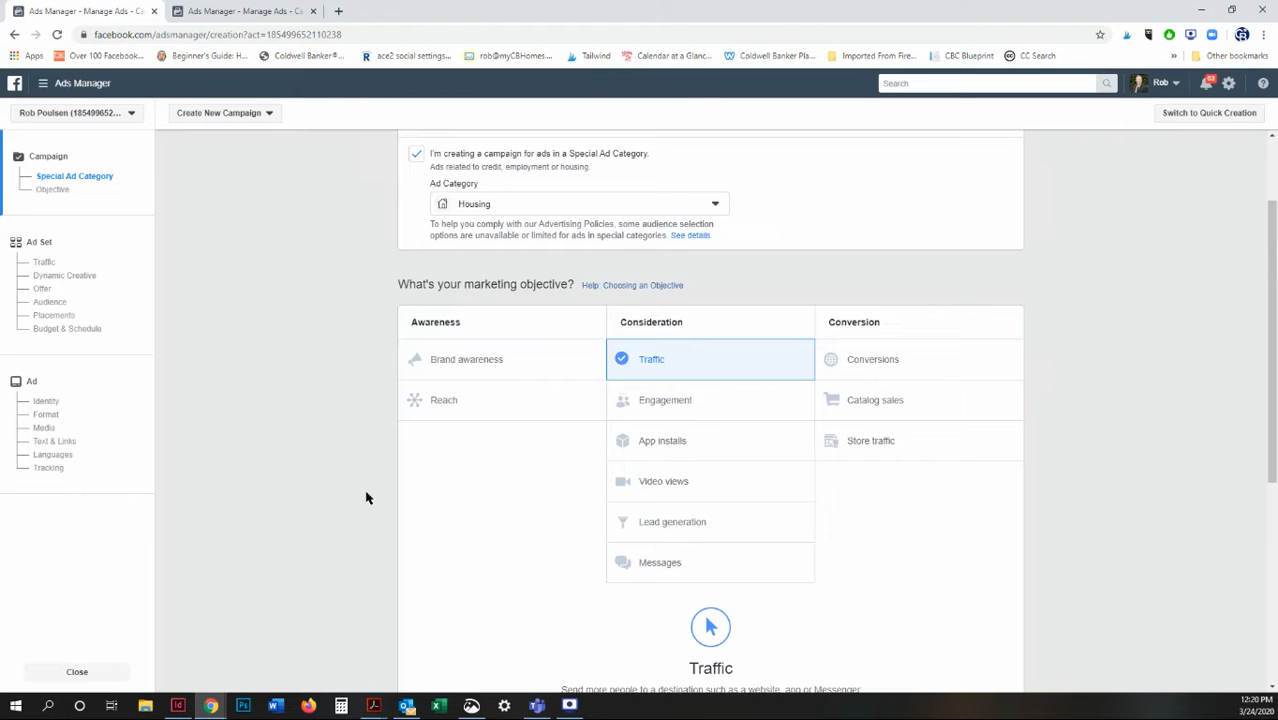 Ads Manager - Manage Ads - Ca
Ads Manager - Manage Ads - Ca
facebook.com/adsmanager/creation?act=1854996521​10238
Apps
Over 100 Facebook...
Beginner's Guide: H...
Coldwell Banker®...
ace2 social settings...
rob@myCBHomes...
Tailwind
Calendar at a Glanc...
Coldwell Banker Pla...
Imported From Fire...
CBC Blueprint
CC Search
»
Other bookmarks
Ads Manager
Search
Rob
63
Rob Poulsen (185499652...
Create New Campaign
Switch to Quick Creation
Campaign
Special Ad Category
Objective
Ad Set
Traffic
Dynamic Creative
Offer
Audience
Placements
Budget & Schedule
Ad
Identity
Format
Media
Text & Links
Languages
Tracking
Close
I'm creating a campaign for ads in a Special Ad Category.
Ads related to credit, employment or housing.
Ad Category
Housing
To help you comply with our Advertising Policies, some audience selection
options are unavailable or limited for ads in special categories. See details.
What's your marketing objective? Help: Choosing an Objective
Awareness
Consideration
Conversion
Brand awareness
Traffic
Conversions
Reach
Engagement
Catalog sales
App installs
Store traffic
Video views
Lead generation
Messages
Traffic
Send more people to a destination such as a website, app or Messenger
12:20 PM
3/24/2020